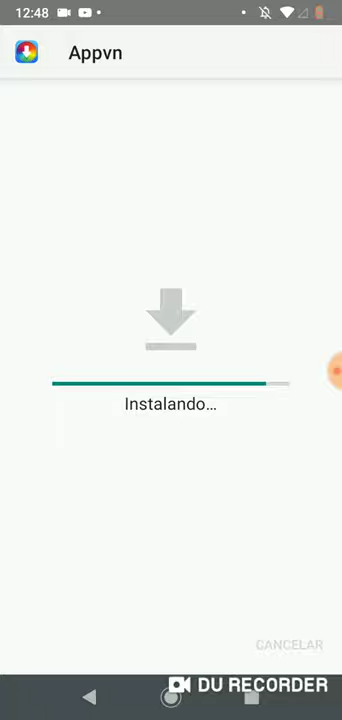 12:48
Appvn
Instalando...
CANCELAR
DU RECORDER